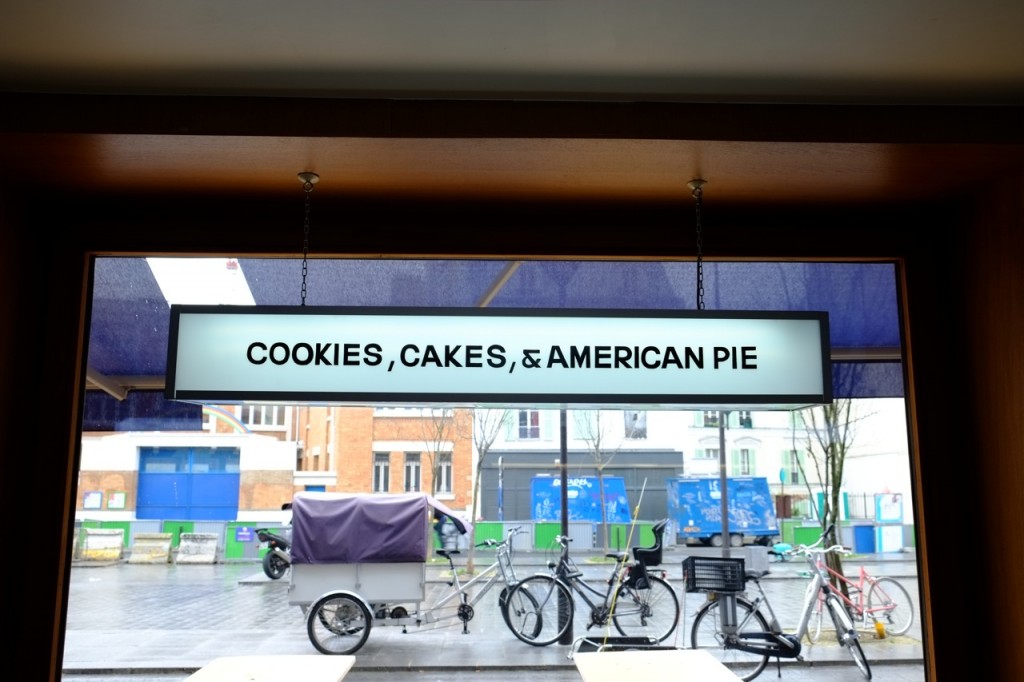 COOKIES, CAKES, & AMERICAN PIE